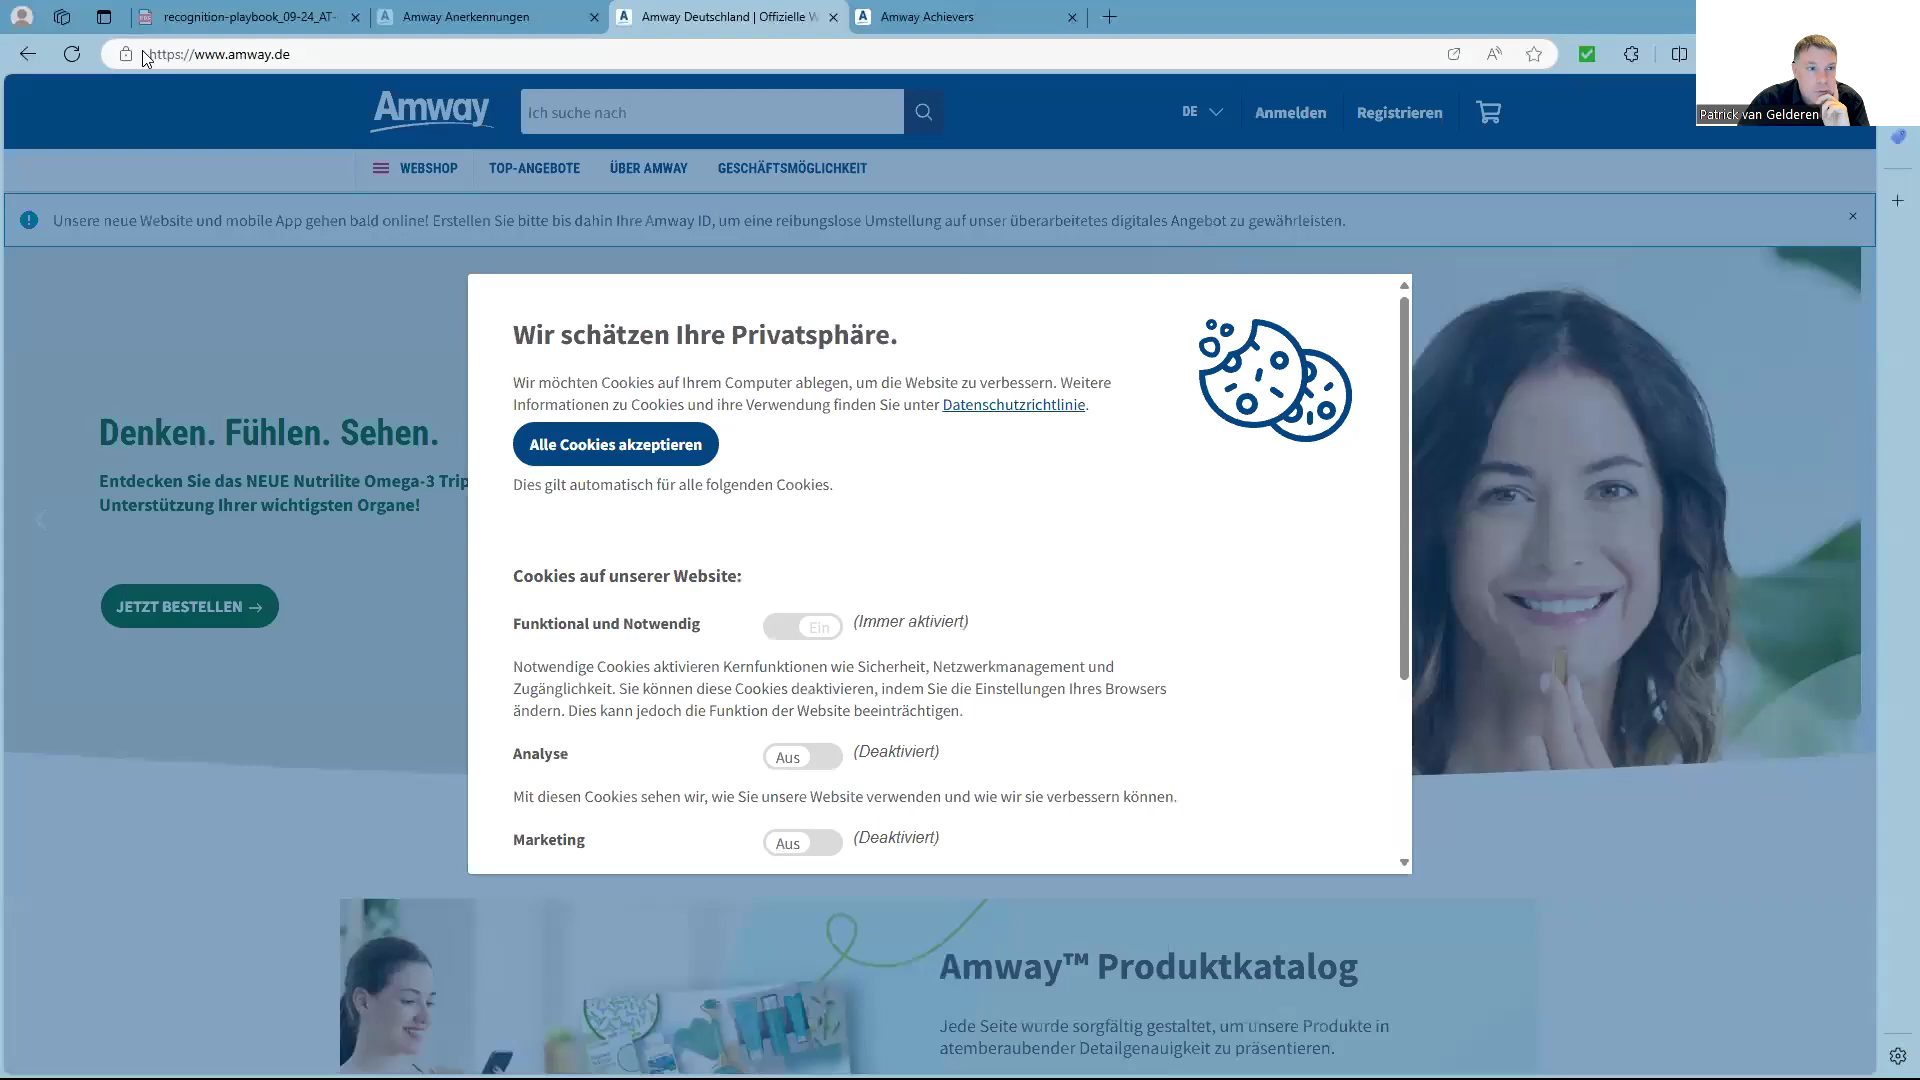 recognition-playbook_09-24_AT-
Amway Anerkennungen
Amway Deutschland | Offizielle W
Amway Achievers
https://www.amway.de
Patrick van Gelderen
Amway
Ich suche nach
DE
Anmelden
Registrieren
WEBSHOP
TOP-ANGEBOTE
ÜBER AMWAY
GESCHÄFTSMÖGLICHKEIT
Unsere neue Website und mobile App gehen bald online! Erstellen Sie bitte bis dahin Ihre Amway ID, um eine reibungslose Umstellung auf unser überarbeitetes digitales Angebot zu gewährleisten.
Denken. Fühlen. Sehen.
Entdecken Sie das NEUE Nutrilite Omega-3 Trip
Unterstützung Ihrer wichtigsten Organe!
JETZT BESTELLEN →
Wir schätzen Ihre Privatsphäre.
Wir möchten Cookies auf Ihrem Computer ablegen, um die Website zu verbessern. Weitere
Informationen zu Cookies und ihre Verwendung finden Sie unter Datenschutzrichtlinie.
Alle Cookies akzeptieren
Dies gilt automatisch für alle folgenden Cookies.
Cookies auf unserer Website:
Funktional und Notwendig
Ein
(Immer aktiviert)
Notwendige Cookies aktivieren Kernfunktionen wie Sicherheit, Netzwerkmanagement und
Zugänglichkeit. Sie können diese Cookies deaktivieren, indem Sie die Einstellungen Ihres Browsers
ändern. Dies kann jedoch die Funktion der Website beeinträchtigen.
Analyse
Aus
(Deaktiviert)
Mit diesen Cookies sehen wir, wie Sie unsere Website verwenden und wie wir sie verbessern können.
Marketing
Aus
(Deaktiviert)
Amway™ Produktkatalog
Jede Seite wurde sorgfältig gestaltet, um unsere Produkte in
atemberaubender Detailgenauigkeit zu präsentieren.